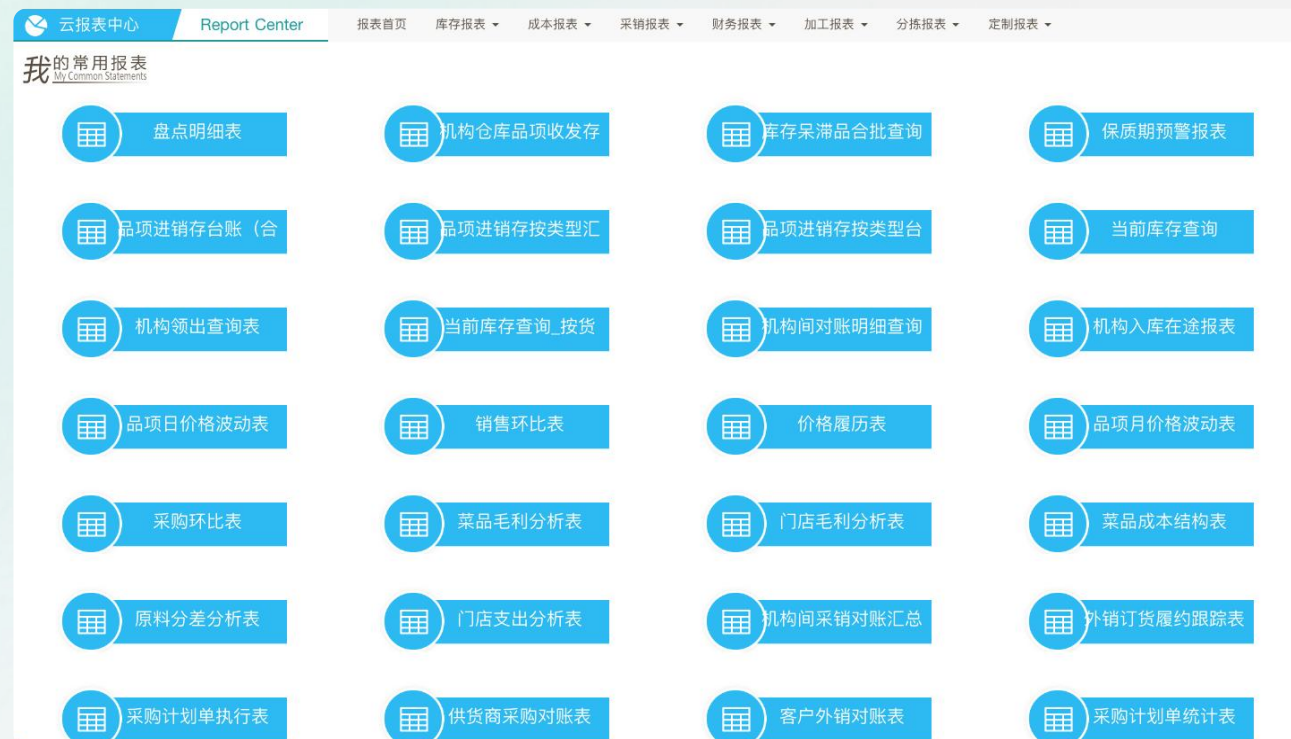 云报表中心 Report Center 报表首页 库存报表 成本报表 采销报表 财务报表 加工报表 分拣报表 定制报表
我的常用报表
My Common Statements
盘点明细表 机构仓库品项收发存 库存呆滞品合批查询 保质期预警报表
品项进销存台账（合 品项进销存按类型汇 品项进销存按类型台 当前库存查询
机构领出查询表 当前库存查询_按货 机构间对账明细查询 机构入库在途报表
品项日价格波动表 销售环比表 价格履历表 品项月价格波动表
采购环比表 菜品毛利分析表 门店毛利分析表 菜品成本结构表
原料分差分析表 门店支出分析表 机构间采销对账汇总 外销订货履约跟踪表
采购计划单执行表 供货商采购对账表 客户外销对账表 采购计划单统计表